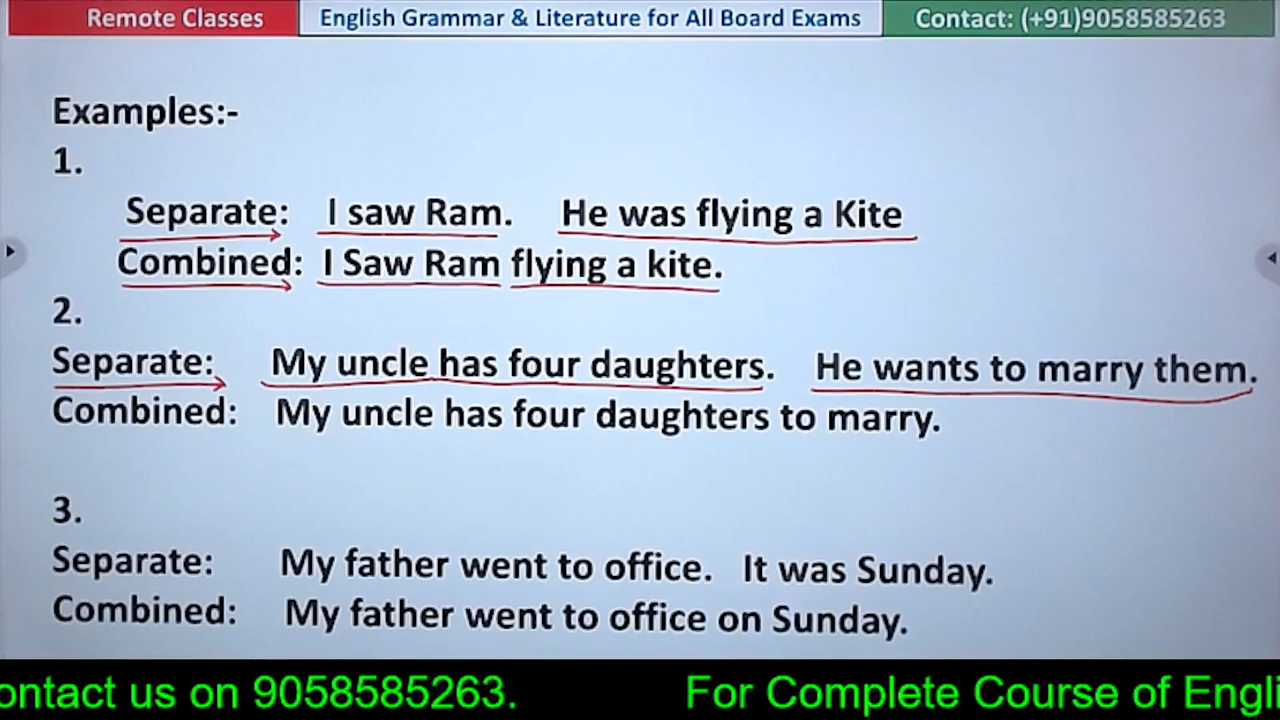 Remote Classes English Grammar & Literature for All Board Exams Contact: (+91)9058585263
Examples:-
1.
Separate: I saw Ram. He was flying a Kite
Combined: I Saw Ram flying a kite.
2.
Separate: My uncle has four daughters. He wants to marry them.
Combined: My uncle has four daughters to marry.
3.
Separate: My father went to office. It was Sunday.
Combined: My father went to office on Sunday.
ontact us on 9058585263. For Complete Course of Engli